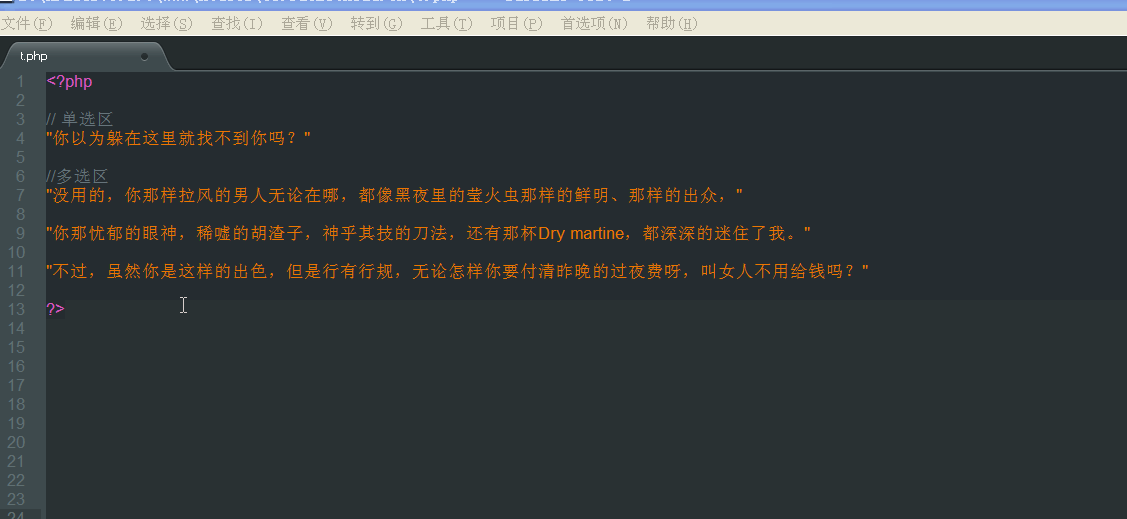 文件(F) 编辑(E) 选择(S) 查找(I) 查看(V) 转到(G) 工具(T) 项目(P) 首选项(N) 帮助(H)
t.php
1 <?php
2
3 // 单选区
4 "你以为躲在这里就找不到你吗？"
5
6 //多选区
7 "没用的，你那样拉风的男人无论在哪，都像黑夜里的萤火虫那样的鲜明、那样的出众，"
8
9 "你那忧郁的眼神，稀嘘的胡渣子，神乎其技的刀法，还有那杯Dry martine，都深深的迷住了我。"
10
11 "不过，虽然你是这样的出色，但是行有行规，无论怎样你要付清昨晚的过夜费呀，叫女人不用给钱吗？"
12
13 ?>
14
15
16
17
18
19
20
21
22
23
24